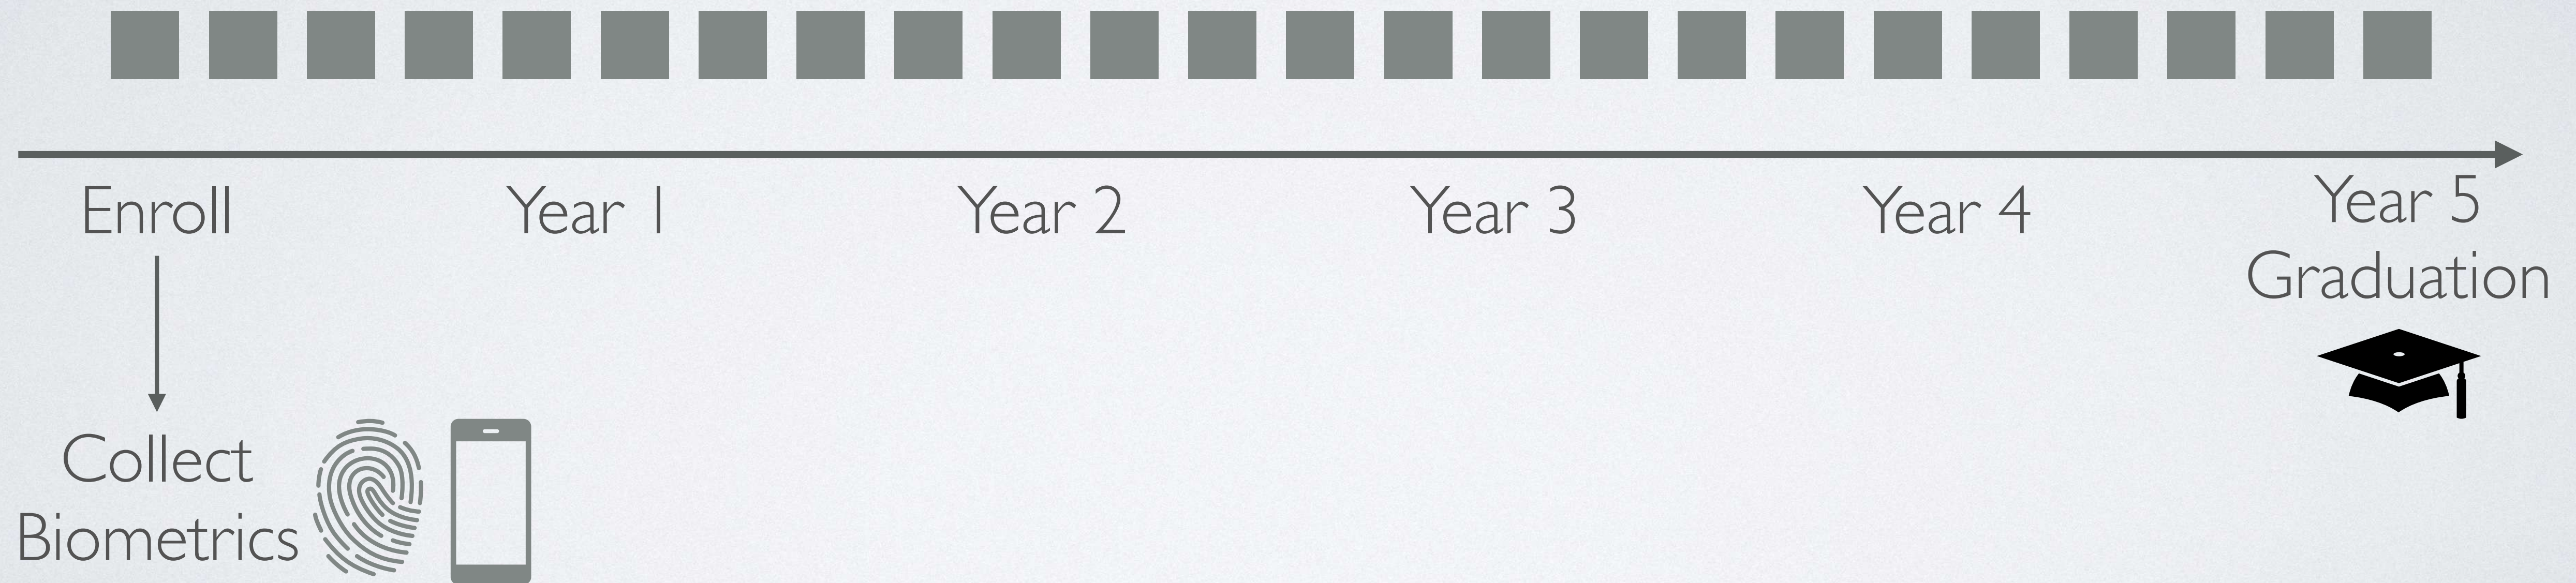 Enroll
Year 1
Year 2
Year 3
Year 4
Year 5
Graduation
Collect
Biometrics